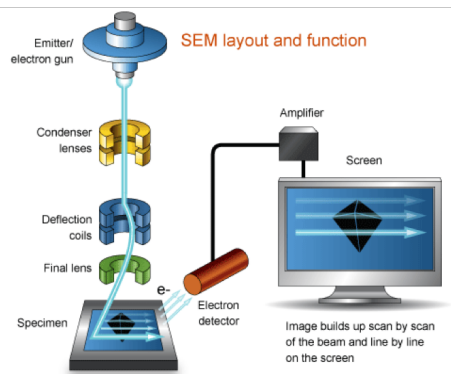 SEM layout and function
Emitter/
electron gun
Condenser
lenses
Amplifier
Screen
Deflection
coils
Final lens
e-
Specimen
Electron
detector
Image builds up scan by scan
of the beam and line by line
on the screen